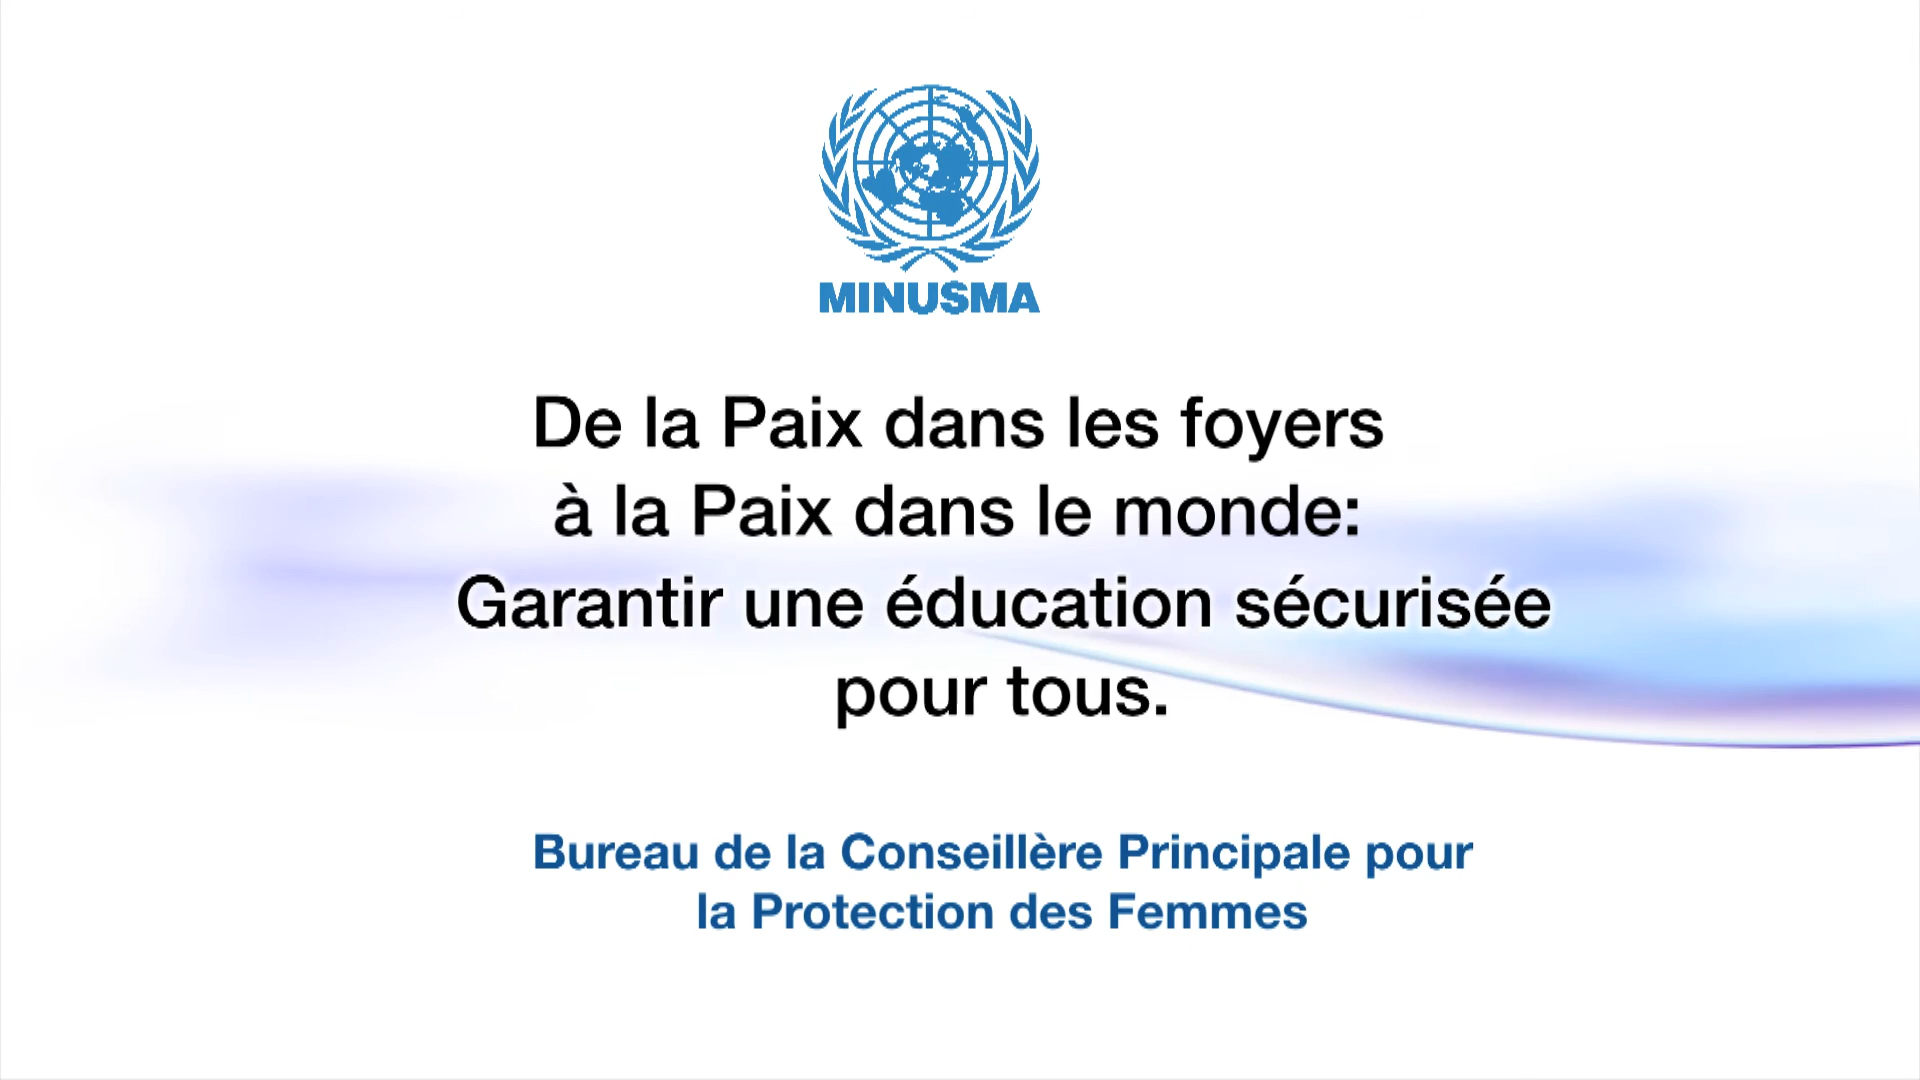 MINUSMA
De la Paix dans les foyers
à la Paix dans le monde:
Garantir une éducation sécurisée
pour tous.
Bureau de la Conseillère Principale pour
la Protection des Femmes